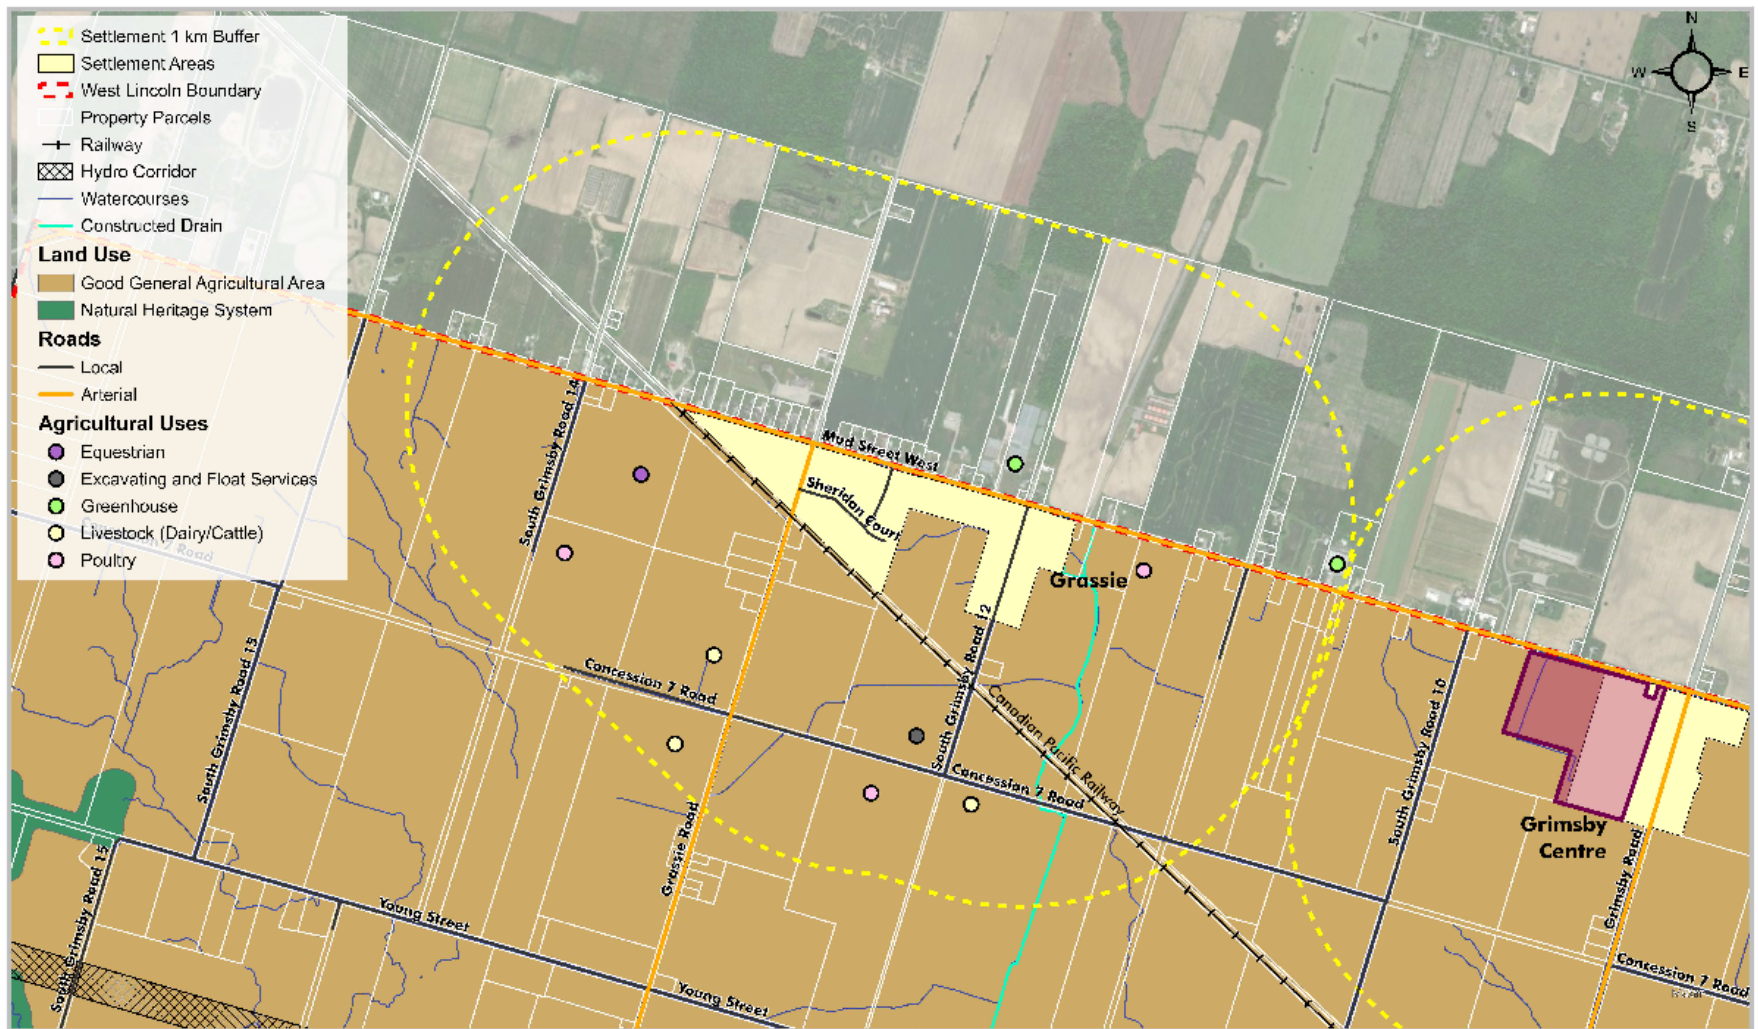 Settlement 1 km Buffer
Settlement Areas
West Lincoln Boundary
Property Parcels
Railway
Hydro Corridor
Watercourses
Constructed Drain
Land Use
Good General Agricultural Area
Natural Heritage System
Roads
Local
Arterial
Agricultural Uses
Equestrian
Excavating and Float Services
Greenhouse
Livestock (Dairy/Cattle)
Poultry
N
W
E
S
South Grimsby Road 14
Mud Street West
Sheridan Court
Grassie
South Grimsby Road 12
Concession 7 Road
Canadian Pacific Railway
Concession 7 Road
South Grimsby Road 15
South Grimsby Road 10
Grimsby
Centre
Grassie Road
Grimsby Road
South Grimsby Road 15
Young Street
Young Street
Concession 7 Road